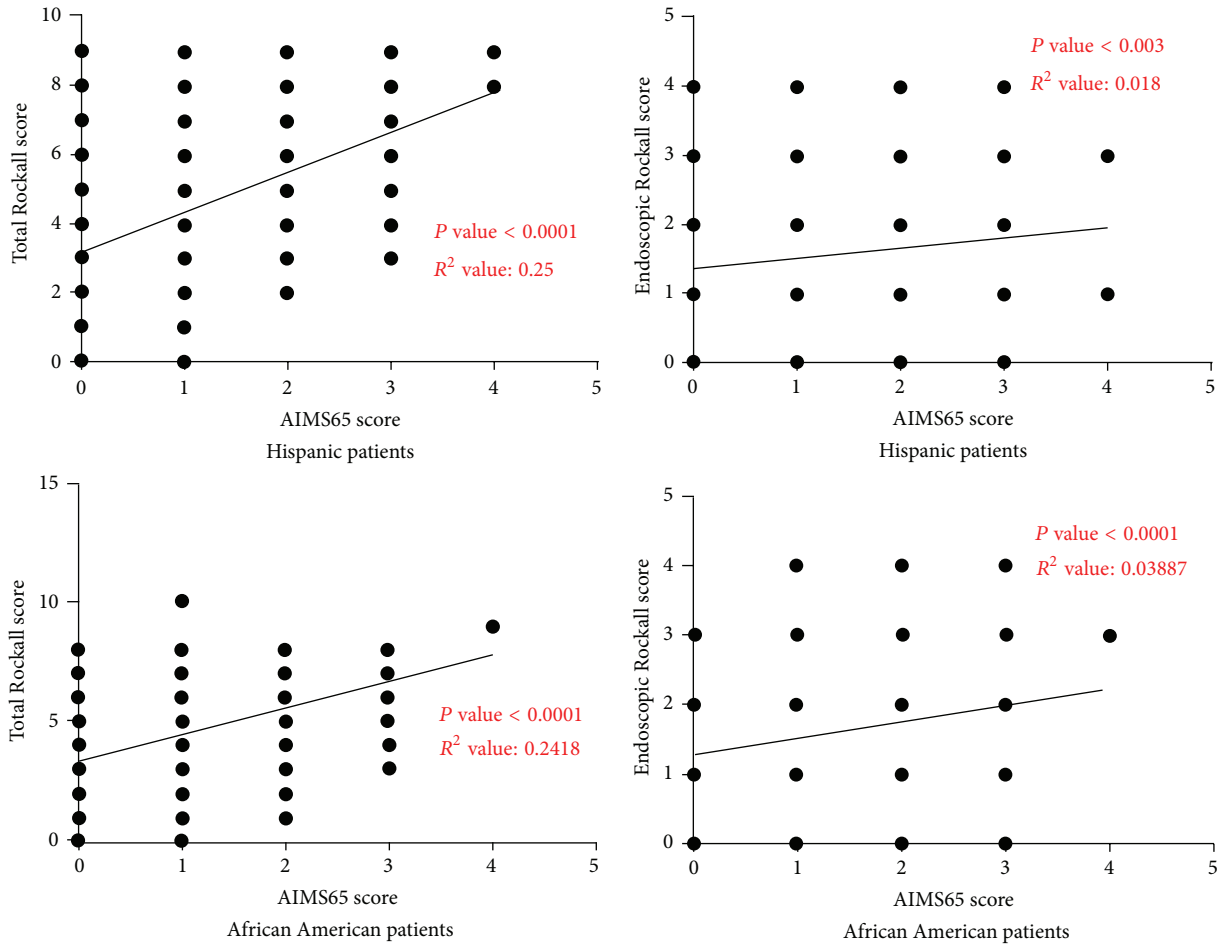 10
8
6
4
2
0
Total Rockall score
P value < 0.0001
R² value: 0.25
0 1 2 3 4 5
AIMS65 score
Hispanic patients
5
4
3
2
1
0
Endoscopic Rockall score
P value < 0.003
R² value: 0.018
0 1 2 3 4 5
AIMS65 score
Hispanic patients
15
10
5
0
Total Rockall score
P value < 0.0001
R² value: 0.2418
0 1 2 3 4 5
AIMS65 score
African American patients
5
4
3
2
1
0
Endoscopic Rockall score
P value < 0.0001
R² value: 0.03887
0 1 2 3 4 5
AIMS65 score
African American patients